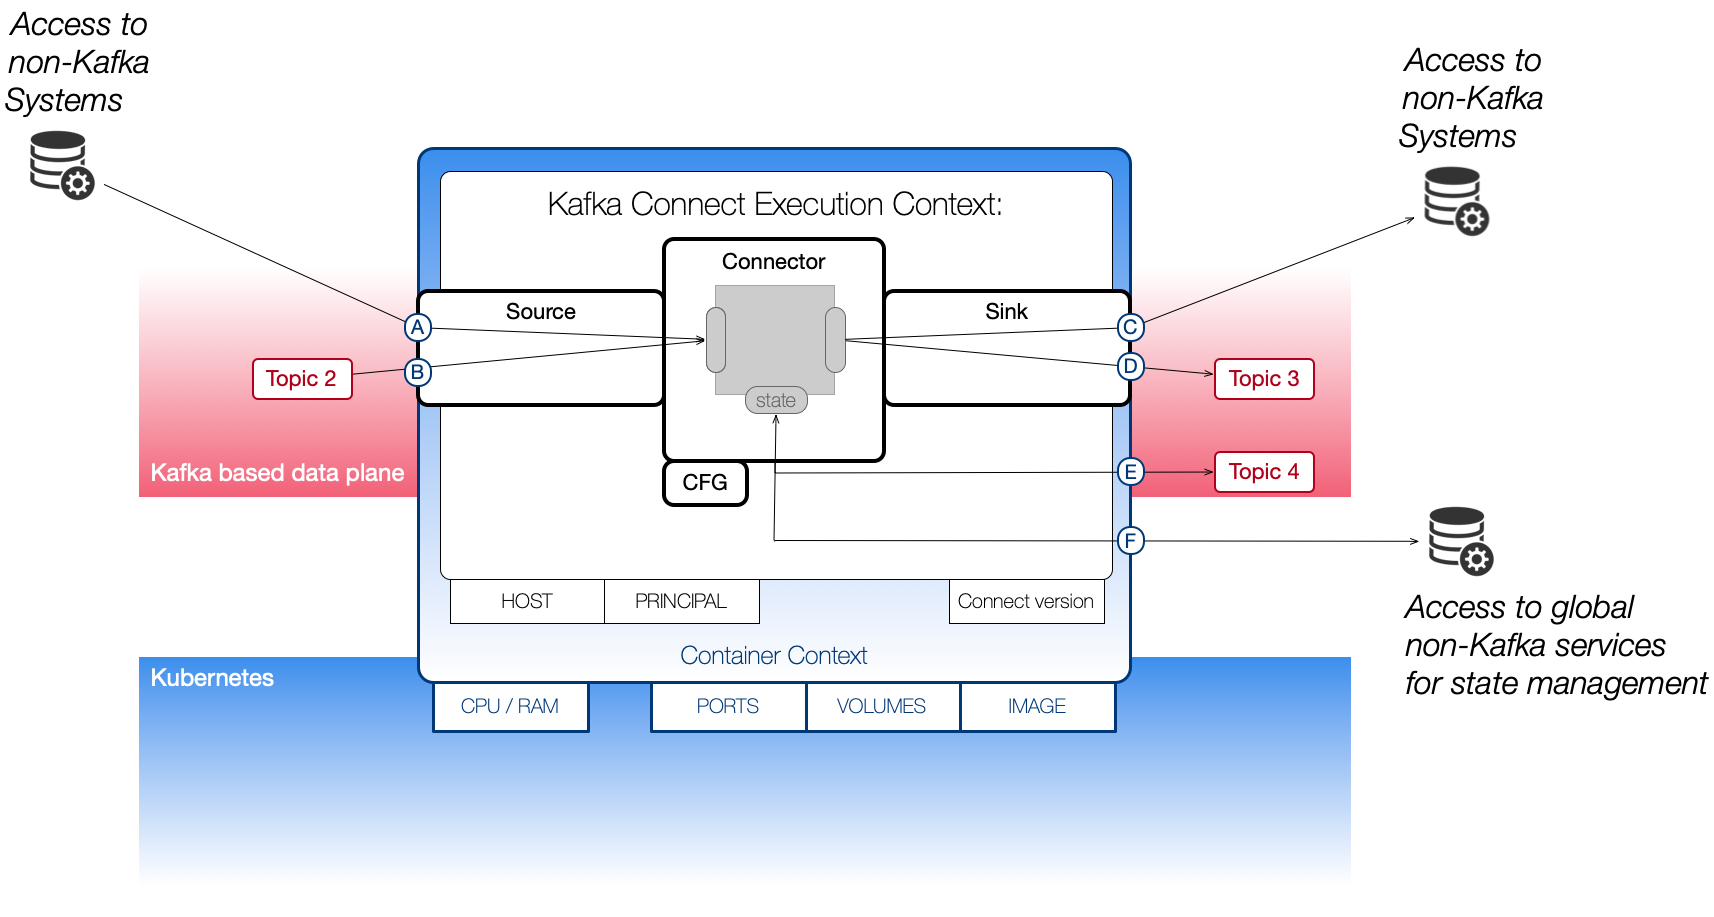 Access to
non-Kafka
Systems
Access to
non-Kafka
Systems
Kafka Connect Execution Context:
Connector
Source
Sink
A
C
B
D
Topic 2
Topic 3
state
Kafka based data plane
CFG
E
Topic 4
F
HOST
PRINCIPAL
Connect version
Access to global
non-Kafka services
for state management
Container Context
Kubernetes
CPU / RAM
PORTS
VOLUMES
IMAGE